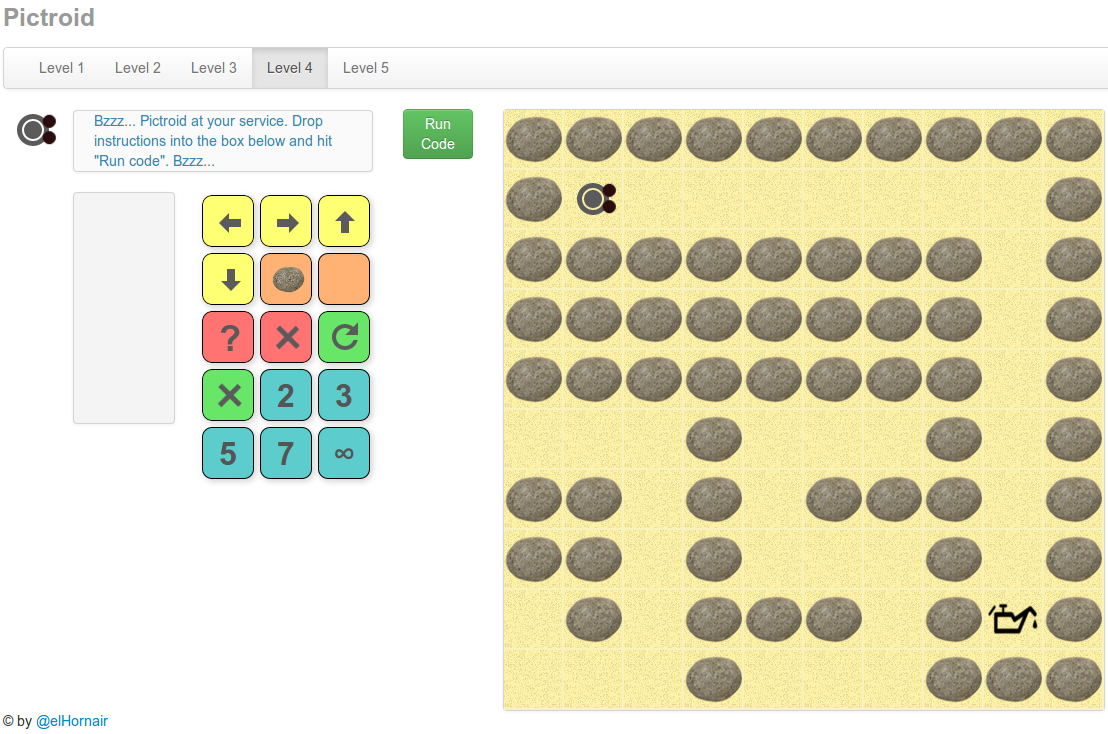 Pictroid
Level 1 Level 2 Level 3 Level 4 Level 5
Bzzz... Pictroid at your service. Drop
instructions into the box below and hit
"Run code". Bzzz...
Run
Code
?
2 3
5 7 ∞
© by @elHornair